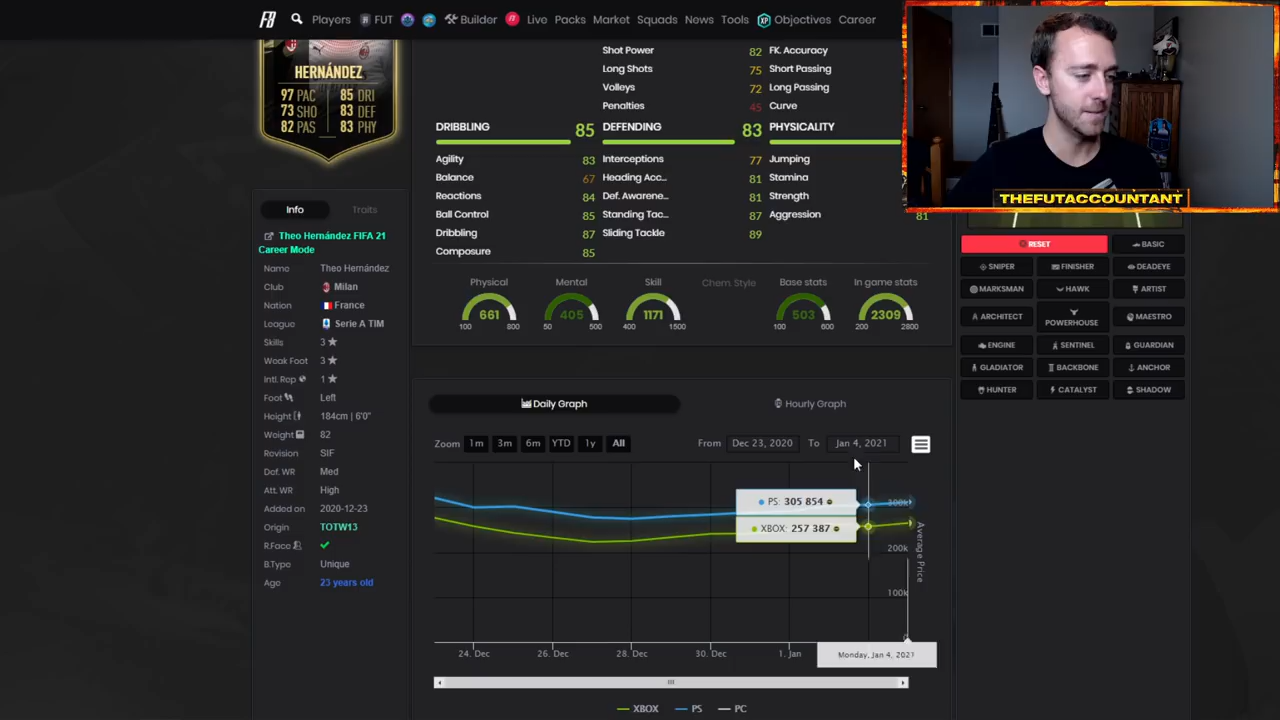 Players FUT Builder Live Packs Market Squads News Tools XP Objectives Career
HERNÁNDEZ
97 PAC 85 DRI
73 SHO 83 DEF
82 PAS 83 PHY
Shot Power 82
Long Shots 75
Volleys 72
Penalties 45
FK. Accuracy
Short Passing
Long Passing
Curve
DRIBBLING 85
Agility 83
Balance 67
Reactions 84
Ball Control 85
Dribbling 87
Composure 85
DEFENDING 83
Interceptions 77
Heading Acc... 81
Def. Awarene... 81
Standing Tac... 87
Sliding Tackle 89
PHYSICALITY
Jumping
Stamina
Strength
Aggression 81
THEFUTACCOUNTANT
Info Traits
Theo Hernández FIFA 21
Career Mode
Name Theo Hernández
Club Milan
Nation France
League Serie A TIM
Skills 3
Weak Foot 3
Intl. Rep 1
Foot Left
Height 184cm | 6'0"
Weight 82
Revision SIF
Def. WR Med
Att. WR High
Added on 2020-12-23
Origin TOTW13
R.Face
B.Type Unique
Age 23 years old
Physical Mental Skill Chem. Style Base stats In game stats
661 405 1171 503 2309
100 800 50 500 400 1500 100 600 200 2800
RESET BASIC
SNIPER FINISHER DEADEYE
MARKSMAN HAWK ARTIST
ARCHITECT POWERHOUSE MAESTRO
ENGINE SENTINEL GUARDIAN
GLADIATOR BACKBONE ANCHOR
HUNTER CATALYST SHADOW
Daily Graph Hourly Graph
Zoom 1m 3m 6m YTD 1y All From Dec 23, 2020 To Jan 4, 2021
PS: 305 854
XBOX: 257 387
300k
200k
100k
0
Average Price
24. Dec 26. Dec 28. Dec 30. Dec 1. Jan
Monday, Jan 4, 2021
XBOX PS PC